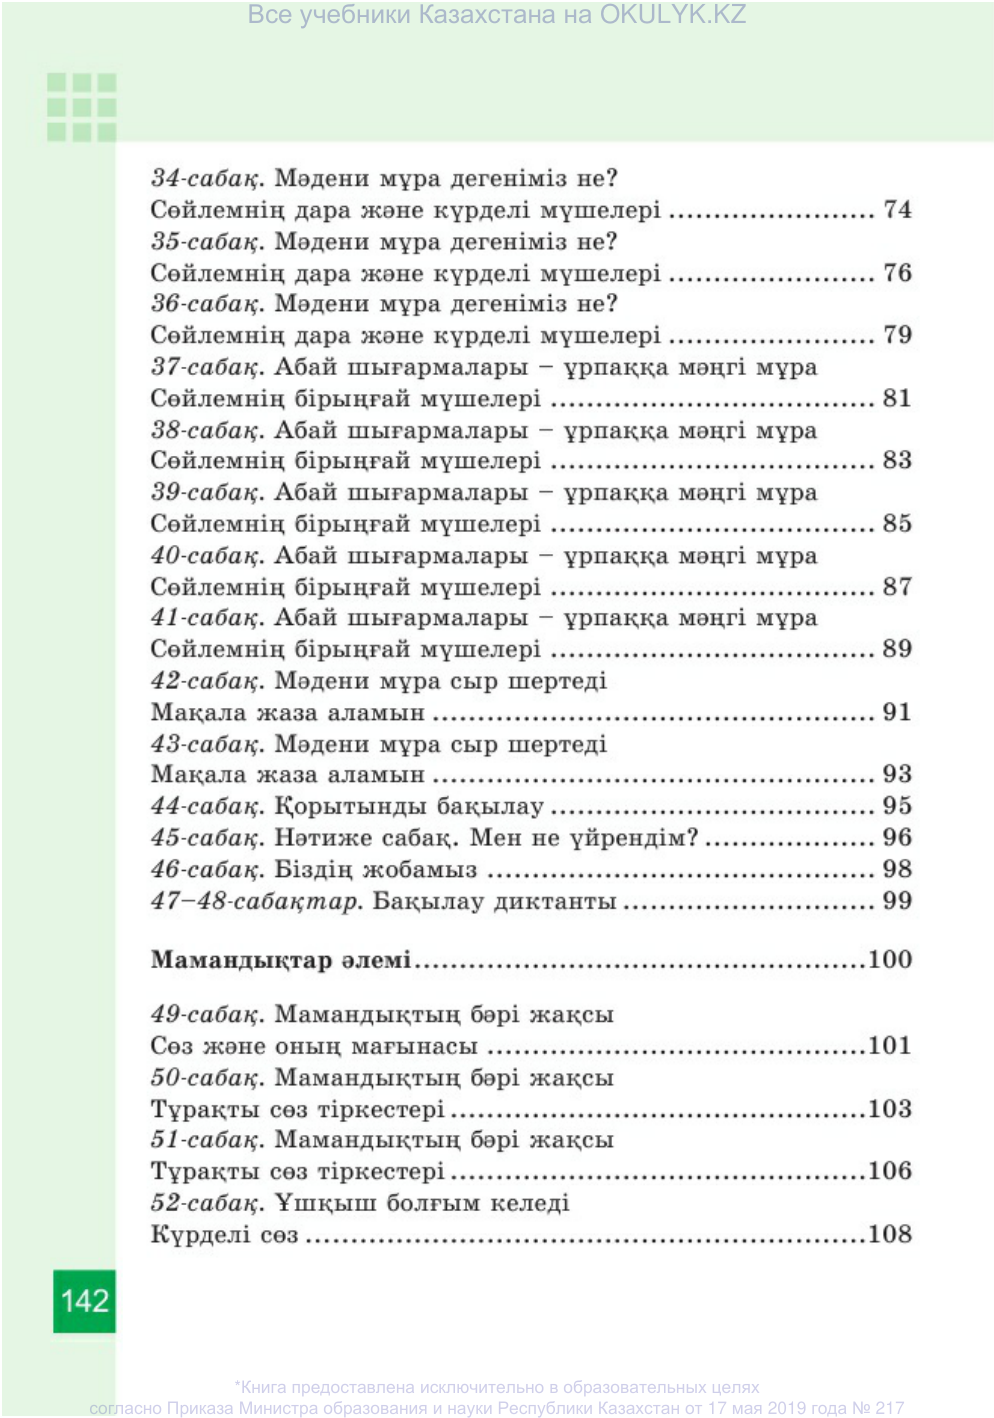 Все учебники Казахстана на OKULYK.KZ
34-сабақ. Мәдени мұра дегеніміз не?
Сөйлемнің дара және күрделі мүшелері ....................... 74
35-сабақ. Мәдени мұра дегеніміз не?
Сөйлемнің дара және күрделі мүшелері ....................... 76
36-сабақ. Мәдени мұра дегеніміз не?
Сөйлемнің дара және күрделі мүшелері ....................... 79
37-сабақ. Абай шығармалары – ұрпаққа мәңгі мұра
Сөйлемнің бірыңғай мүшелері .................................... 81
38-сабақ. Абай шығармалары – ұрпаққа мәңгі мұра
Сөйлемнің бірыңғай мүшелері .................................... 83
39-сабақ. Абай шығармалары – ұрпаққа мәңгі мұра
Сөйлемнің бірыңғай мүшелері .................................... 85
40-сабақ. Абай шығармалары – ұрпаққа мәңгі мұра
Сөйлемнің бірыңғай мүшелері .................................... 87
41-сабақ. Абай шығармалары – ұрпаққа мәңгі мұра
Сөйлемнің бірыңғай мүшелері .................................... 89
42-сабақ. Мәдени мұра сыр шертеді
Мақала жаза аламын ................................................. 91
43-сабақ. Мәдени мұра сыр шертеді
Мақала жаза аламын ................................................. 93
44-сабақ. Қорытынды бақылау .................................... 95
45-сабақ. Нәтиже сабақ. Мен не үйрендім? ................... 96
46-сабақ. Біздің жобамыз ........................................... 98
47–48-сабақтар. Бақылау диктанты ............................ 99
Мамандықтар әлемі..................................................100
49-сабақ. Мамандықтың бәрі жақсы
Сөз және оның мағынасы ..........................................101
50-сабақ. Мамандықтың бәрі жақсы
Тұрақты сөз тіркестері ..............................................103
51-сабақ. Мамандықтың бәрі жақсы
Тұрақты сөз тіркестері ..............................................106
52-сабақ. Ұшқыш болғым келеді
Күрделі сөз ..............................................................108
142
*Книга предоставлена исключительно в образовательных целях
согласно Приказа Министра образования и науки Республики Казахстан от 17 мая 2019 года № 217